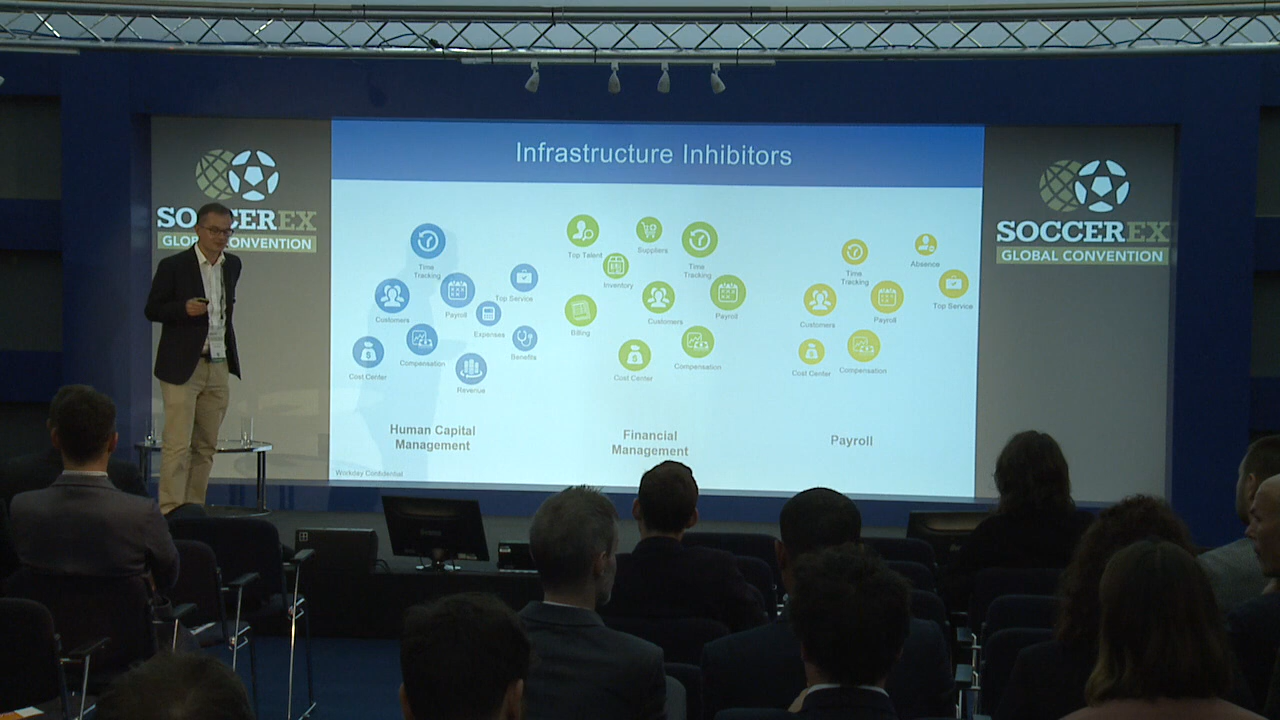 Infrastructure Inhibitors
SOCCEREX
GLOBAL CONVENTION
Time
Tracking
Customers
Payroll
Top Service
Expenses
Cost Center
Compensation
Benefits
Revenue
Human Capital
Management
Workday Confidential
Top Talent
Suppliers
Time
Tracking
Inventory
Billing
Customers
Payroll
Cost Center
Compensation
Financial
Management
Time
Tracking
Absence
Customers
Payroll
Top Service
Cost Center
Compensation
Payroll
SOCCEREX
GLOBAL CONVENTION